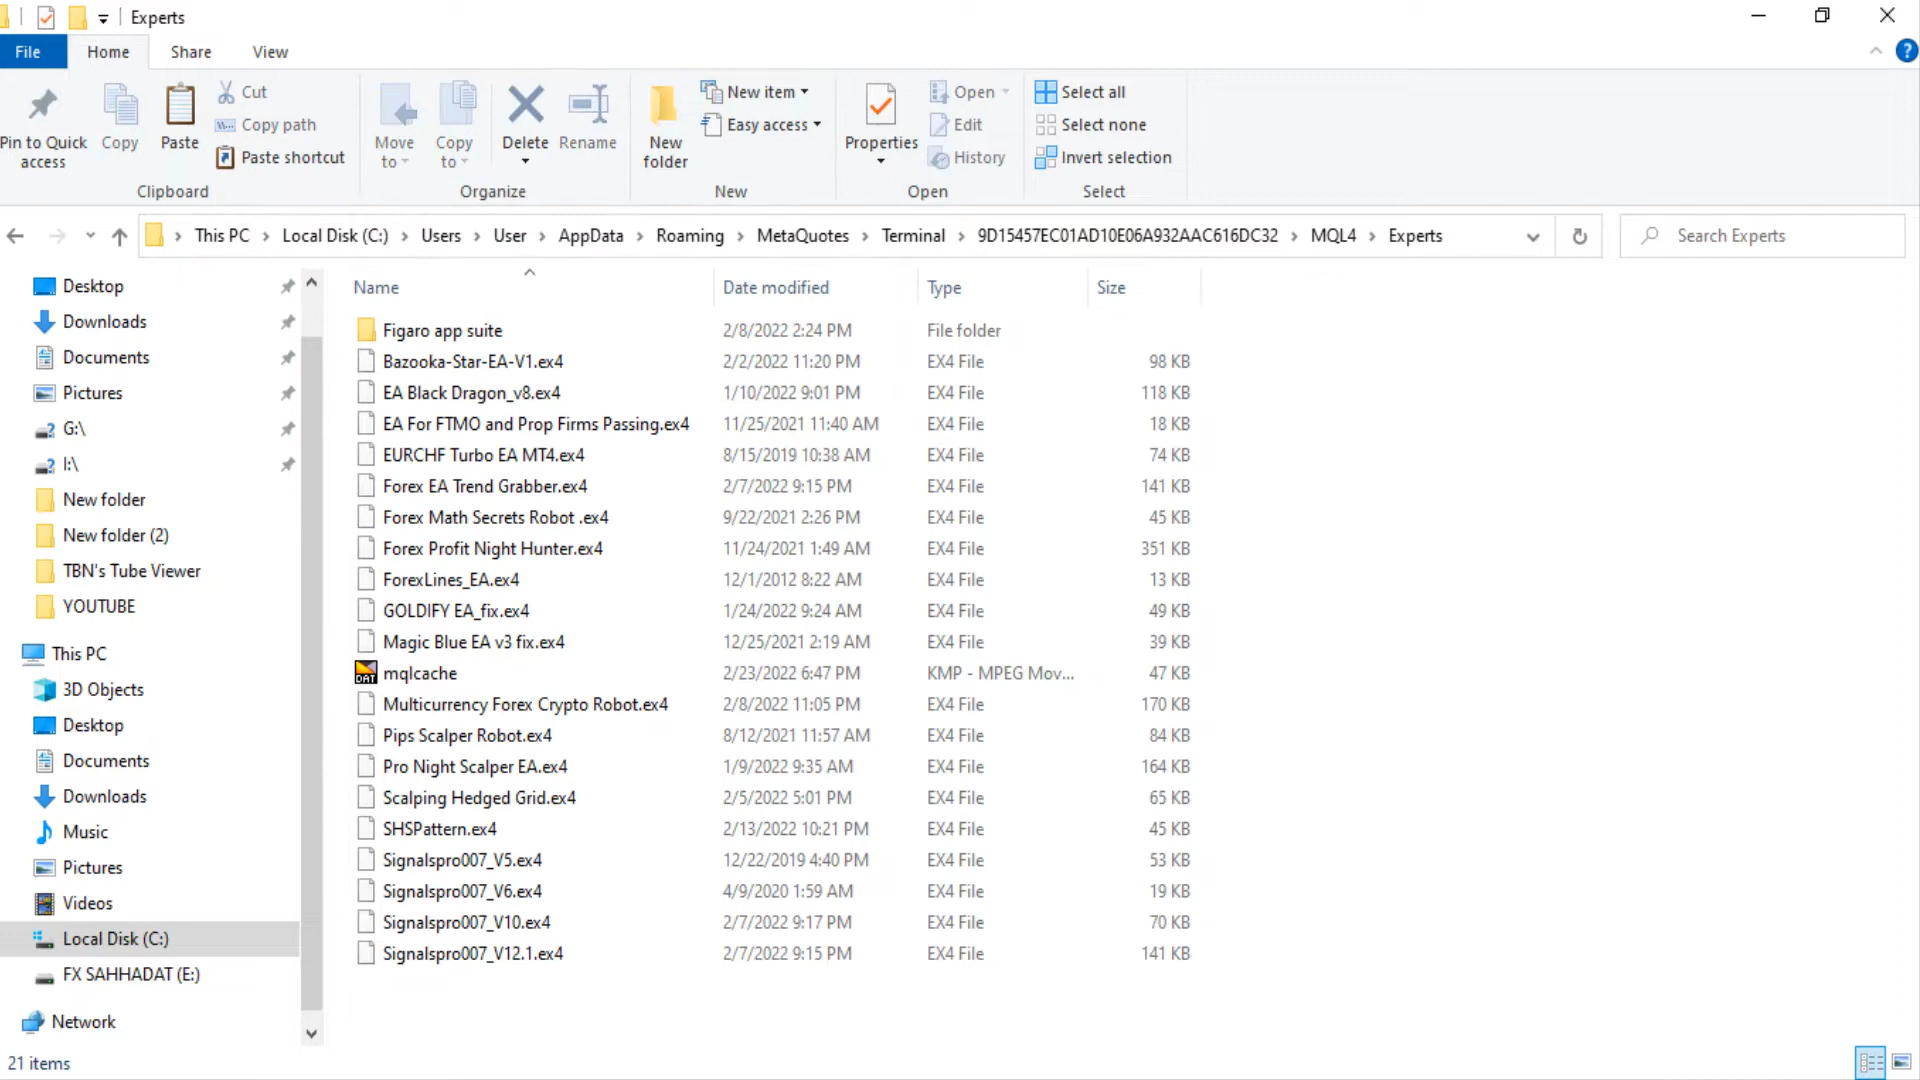 Experts
File Home Share View
Pin to Quick access
Copy
Paste
Cut
Copy path
Paste shortcut
Clipboard
Move to
Copy to
Delete
Rename
Organize
New folder
New item
Easy access
New
Properties
Open
Edit
History
Open
Select all
Select none
Invert selection
Select
This PC > Local Disk (C:) > Users > User > AppData > Roaming > MetaQuotes > Terminal > 9D15457EC01AD10E06A932AAC616DC32 > MQL4 > Experts
Search Experts
Desktop
Downloads
Documents
Pictures
G:\
I:\
New folder
New folder (2)
TBN's Tube Viewer
YOUTUBE
This PC
3D Objects
Desktop
Documents
Downloads
Music
Pictures
Videos
Local Disk (C:)
FX SAHHADAT (E:)
Network
Name Date modified Type Size
Figaro app suite 2/8/2022 2:24 PM File folder
Bazooka-Star-EA-V1.ex4 2/2/2022 11:20 PM EX4 File 98 KB
EA Black Dragon_v8.ex4 1/10/2022 9:01 PM EX4 File 118 KB
EA For FTMO and Prop Firms Passing.ex4 11/25/2021 11:40 AM EX4 File 18 KB
EURCHF Turbo EA MT4.ex4 8/15/2019 10:38 AM EX4 File 74 KB
Forex EA Trend Grabber.ex4 2/7/2022 9:15 PM EX4 File 141 KB
Forex Math Secrets Robot .ex4 9/22/2021 2:26 PM EX4 File 45 KB
Forex Profit Night Hunter.ex4 11/24/2021 1:49 AM EX4 File 351 KB
ForexLines_EA.ex4 12/1/2012 8:22 AM EX4 File 13 KB
GOLDIFY EA_fix.ex4 1/24/2022 9:24 AM EX4 File 49 KB
Magic Blue EA v3 fix.ex4 12/25/2021 2:19 AM EX4 File 39 KB
DAT mqlcache 2/23/2022 6:47 PM KMP - MPEG Mov... 47 KB
Multicurrency Forex Crypto Robot.ex4 2/8/2022 11:05 PM EX4 File 170 KB
Pips Scalper Robot.ex4 8/12/2021 11:57 AM EX4 File 84 KB
Pro Night Scalper EA.ex4 1/9/2022 9:35 AM EX4 File 164 KB
Scalping Hedged Grid.ex4 2/5/2022 5:01 PM EX4 File 65 KB
SHSPattern.ex4 2/13/2022 10:21 PM EX4 File 45 KB
Signalspro007_V5.ex4 12/22/2019 4:40 PM EX4 File 53 KB
Signalspro007_V6.ex4 4/9/2020 1:59 AM EX4 File 19 KB
Signalspro007_V10.ex4 2/7/2022 9:17 PM EX4 File 70 KB
Signalspro007_V12.1.ex4 2/7/2022 9:15 PM EX4 File 141 KB
21 items